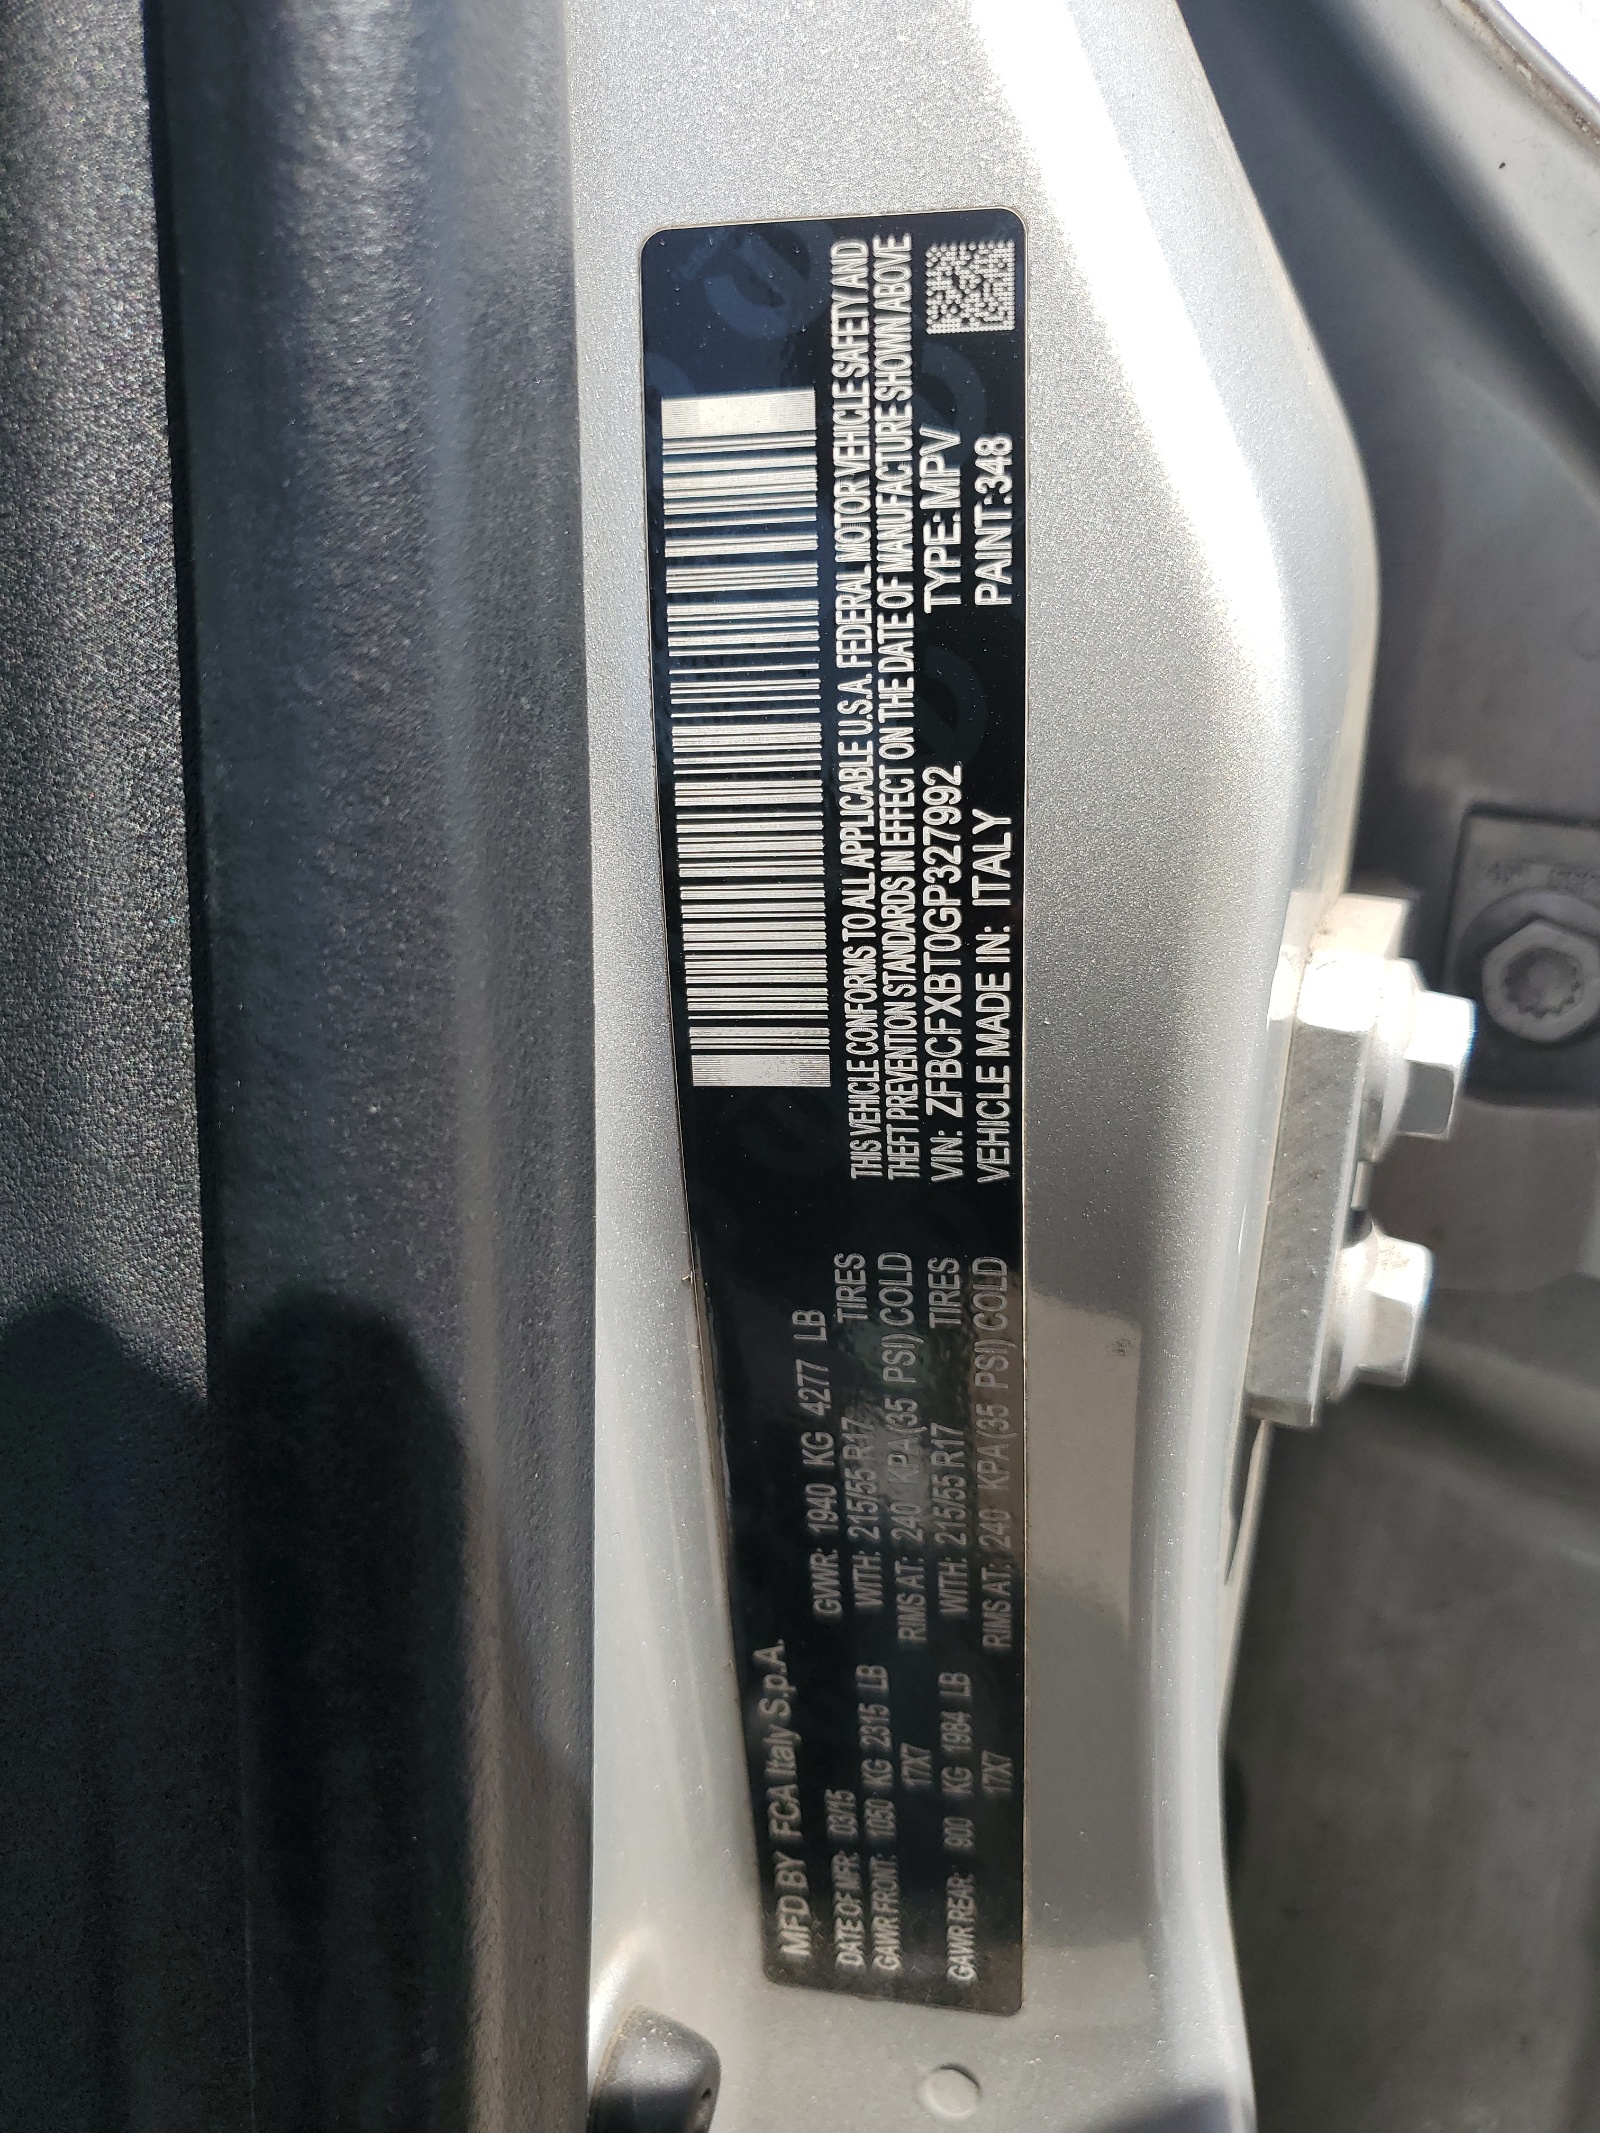 MFD BY FCA Italy S.p.A.
DATE OF MFR: 03/15 GVWR: 1940 KG 4277 LB
GAWR FRONT: 1050 KG 2315 LB WITH: 215/55 R17 TIRES
17X7 RIMS AT: 240 KPA(35 PSI) COLD
GAWR REAR: 900 KG 1984 LB WITH: 215/55 R17 TIRES
17X7 RIMS AT: 240 KPA(35 PSI) COLD
THIS VEHICLE CONFORMS TO ALL APPLICABLE U.S.A. FEDERAL MOTOR VEHICLE SAFETY AND
THEFT PREVENTION STANDARDS IN EFFECT ON THE DATE OF MANUFACTURE SHOWN ABOVE
VIN: ZFBCFXBT0GP327992 TYPE: MPV
VEHICLE MADE IN: ITALY PAINT:348